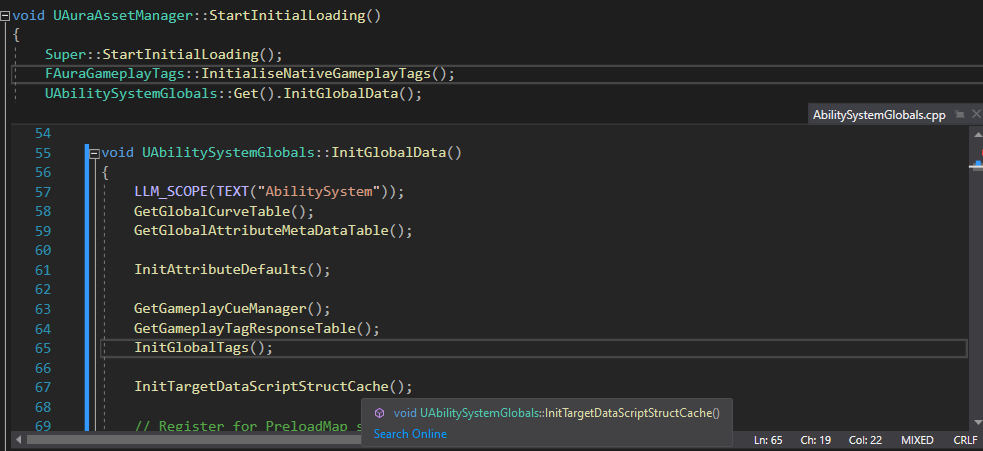 void UAuraAssetManager::StartInitialLoading()
{
Super::StartInitialLoading();
FAuraGameplayTags::InitialiseNativeGameplayTags();
UAbilitySystemGlobals::Get().InitGlobalData();
AbilitySystemGlobals.cpp
54
55 void UAbilitySystemGlobals::InitGlobalData()
56 {
57 LLM_SCOPE(TEXT("AbilitySystem"));
58 GetGlobalCurveTable();
59 GetGlobalAttributeMetaDataTable();
60
61 InitAttributeDefaults();
62
63 GetGameplayCueManager();
64 GetGameplayTagResponseTable();
65 InitGlobalTags();
66
67 InitTargetDataScriptStructCache();
68
void UAbilitySystemGlobals::InitTargetDataScriptStructCache()
69 // Register for PreloadMap
Search Online
Ln: 65 Ch: 19 Col: 22 MIXED CRLF